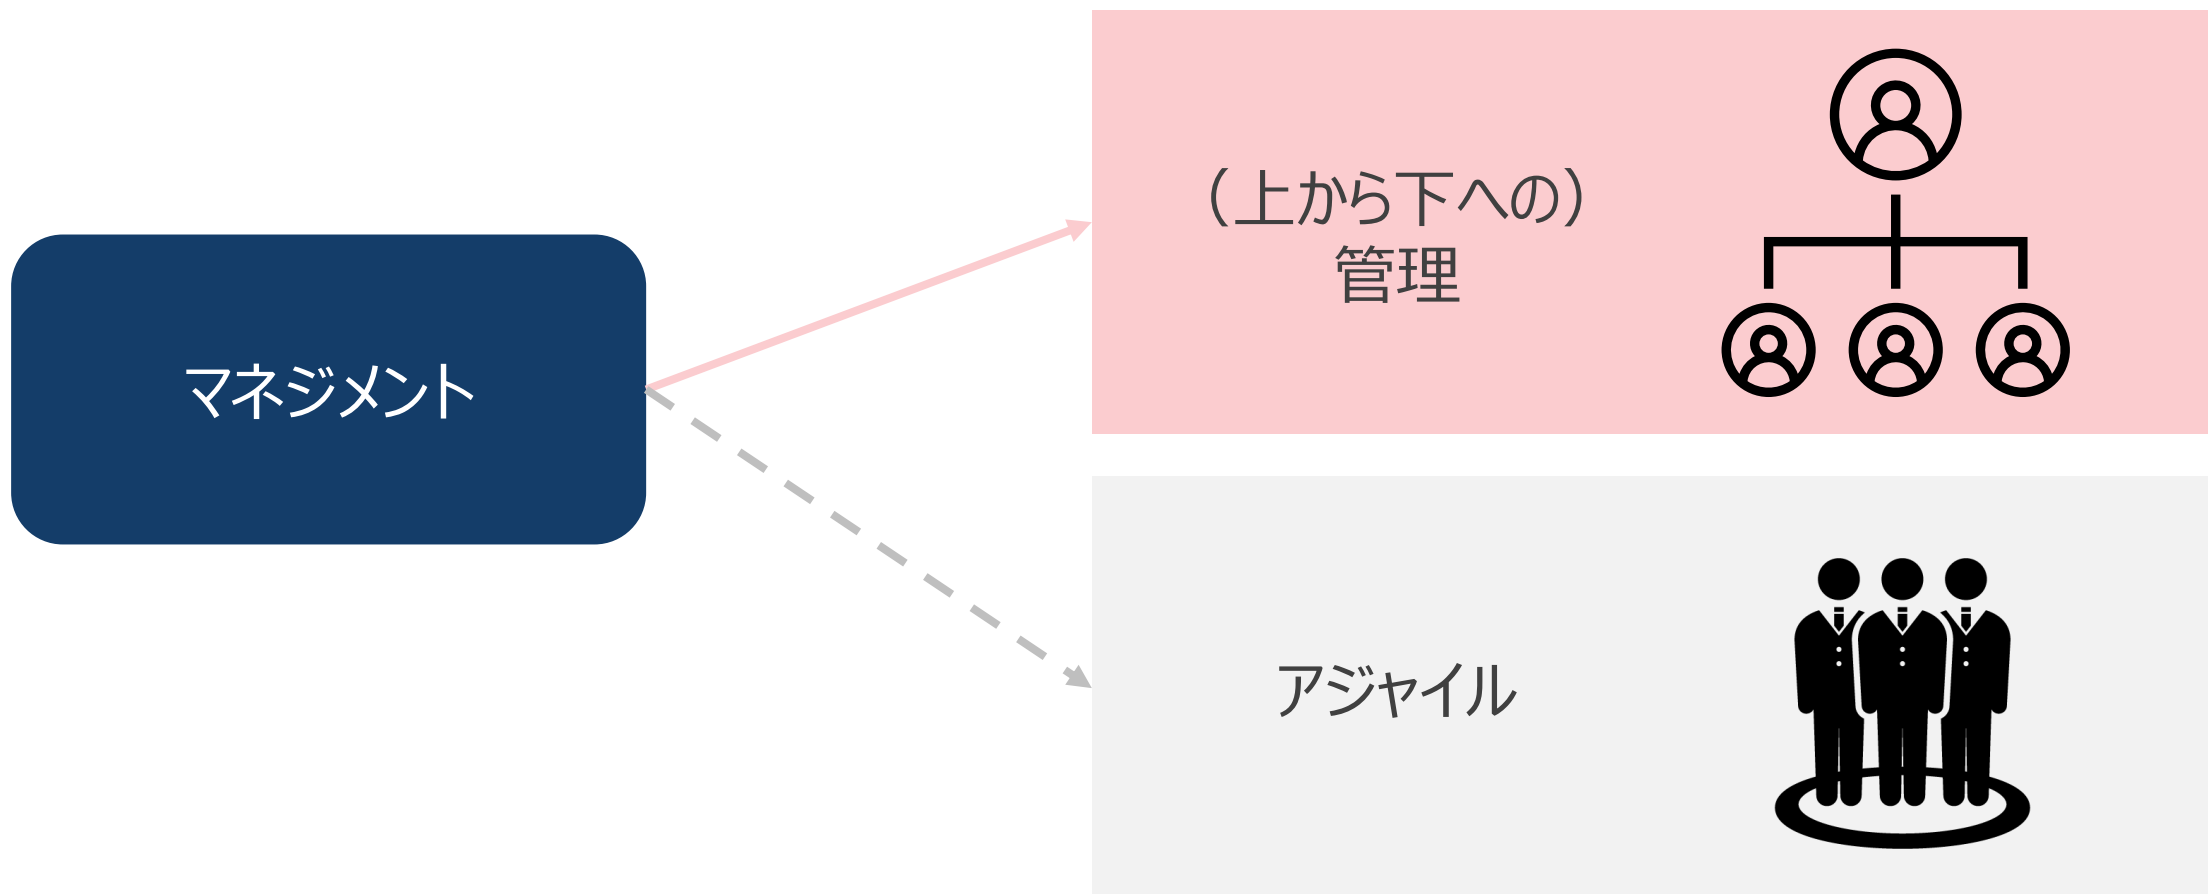 マネジメント
（上から下への）
管理
アジャイル